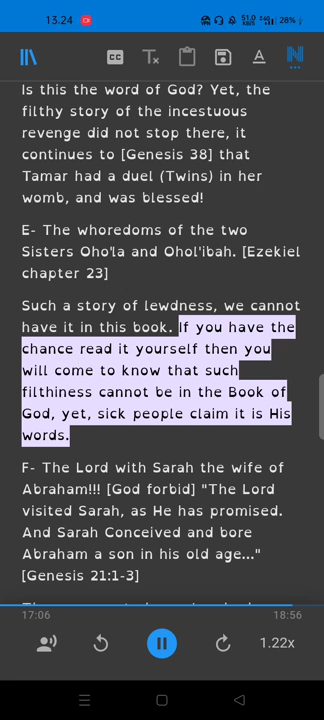 13.24
51.0
KB/S
28%
CC
T
A
N
Is this the word of God? Yet, the
filthy story of the incestuous
revenge did not stop there, it
continues to [Genesis 38] that
Tamar had a duel (Twins) in her
womb, and was blessed!
E- The whoredoms of the two
Sisters Oho'la and Ohol'ibah. [Ezekiel
chapter 23]
Such a story of lewdness, we cannot
have it in this book. If you have the
chance read it yourself then you
will come to know that such
filthiness cannot be in the Book of
God, yet, sick people claim it is His
words.
F- The Lord with Sarah the wife of
Abraham!!! [God forbid] "The Lord
visited Sarah, as He has promised.
And Sarah Conceived and bore
Abraham a son in his old age..."
[Genesis 21:1-3]
17:06
18:56
1.22x